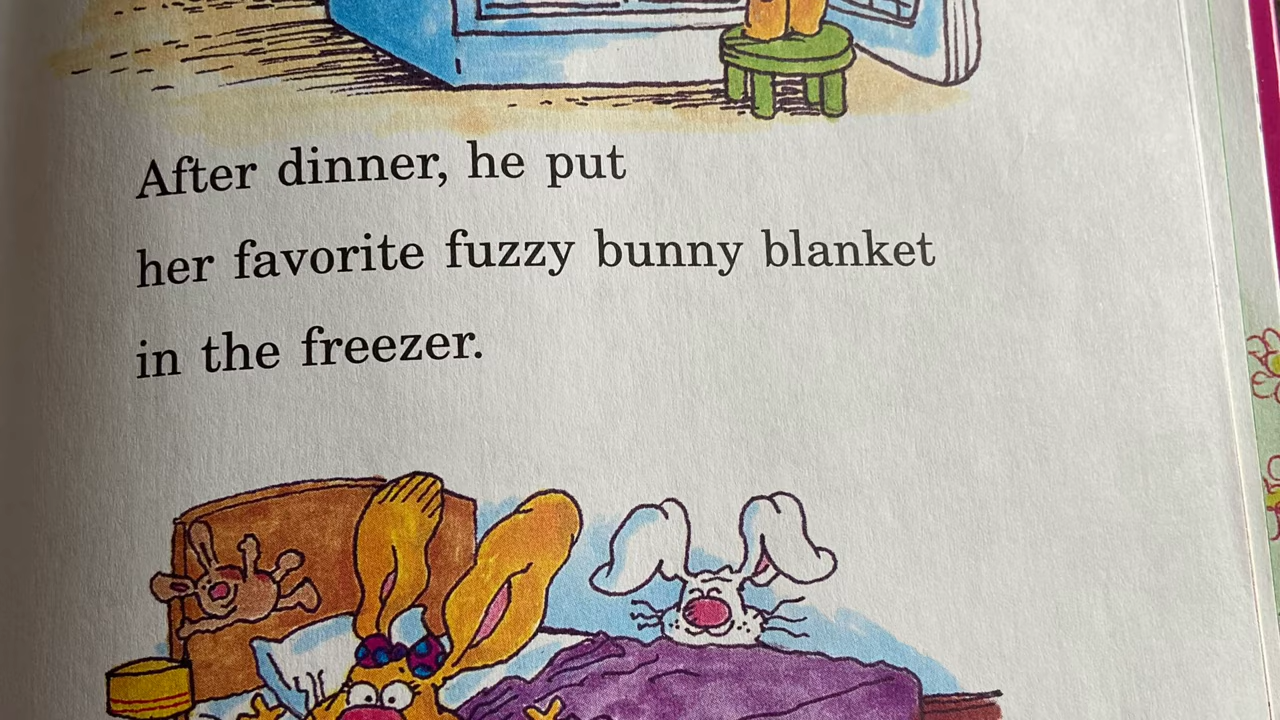 After dinner, he put
her favorite fuzzy bunny blanket
in the freezer.